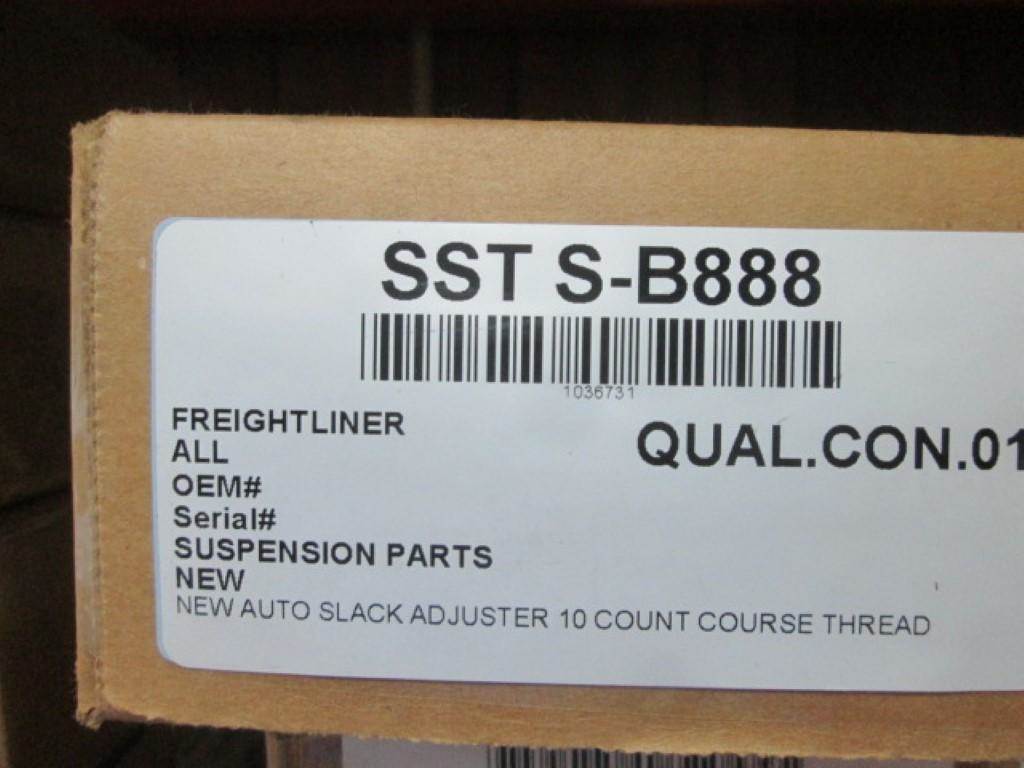 SST S-B888
1036731
FREIGHTLINER
ALL
QUAL.CON.01
OEM#
Serial#
SUSPENSION PARTS
NEW
NEW AUTO SLACK ADJUSTER 10 COUNT COURSE THREAD